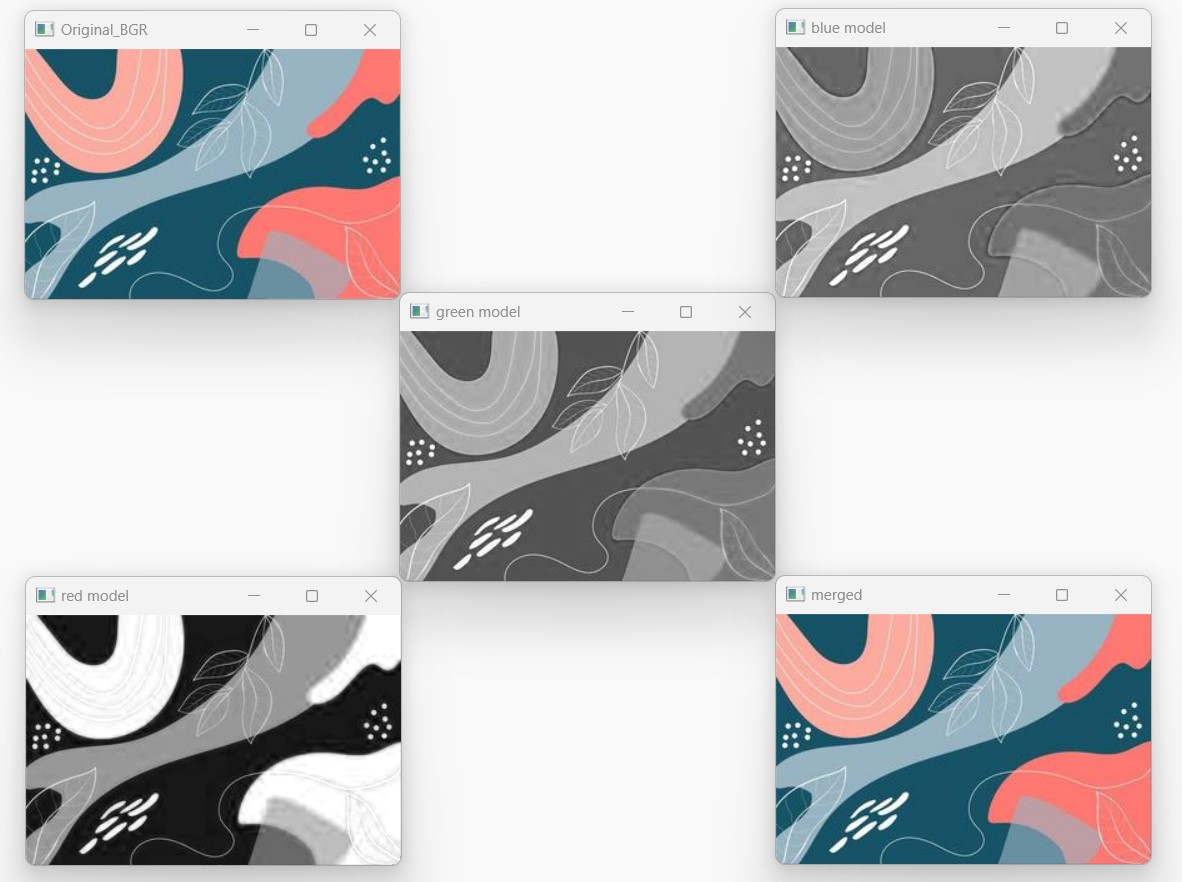 Original_BGR
blue model
green model
red model
merged